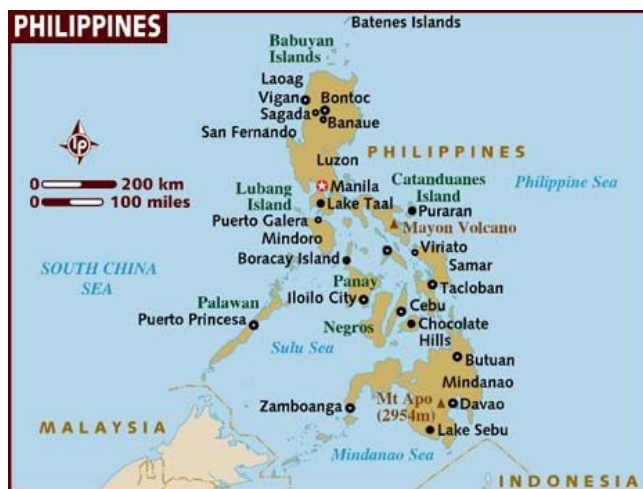 PHILIPPINES
Batenes Islands
Babuyan
Islands
Laoag
Vigan
Bontoc
Sagada
Banaue
San Fernando
Luzon
PHILIPPINES
LP
0 200 km
0 100 miles
Manila
Lubang
Island
Lake Taal
Catanduanes
Island
Philippine Sea
Puraran
Puerto Galera
Mayon Volcano
Mindoro
Viriato
Boracay Island
Samar
SOUTH CHINA
SEA
Panay
Tacloban
Palawan
Iloilo City
Cebu
Puerto Princesa
Negros
Chocolate
Hills
Sulu Sea
Butuan
Mindanao
Mt Apo
(2954m)
Davao
Zamboanga
Lake Sebu
MALAYSIA
Mindanao Sea
INDONESIA